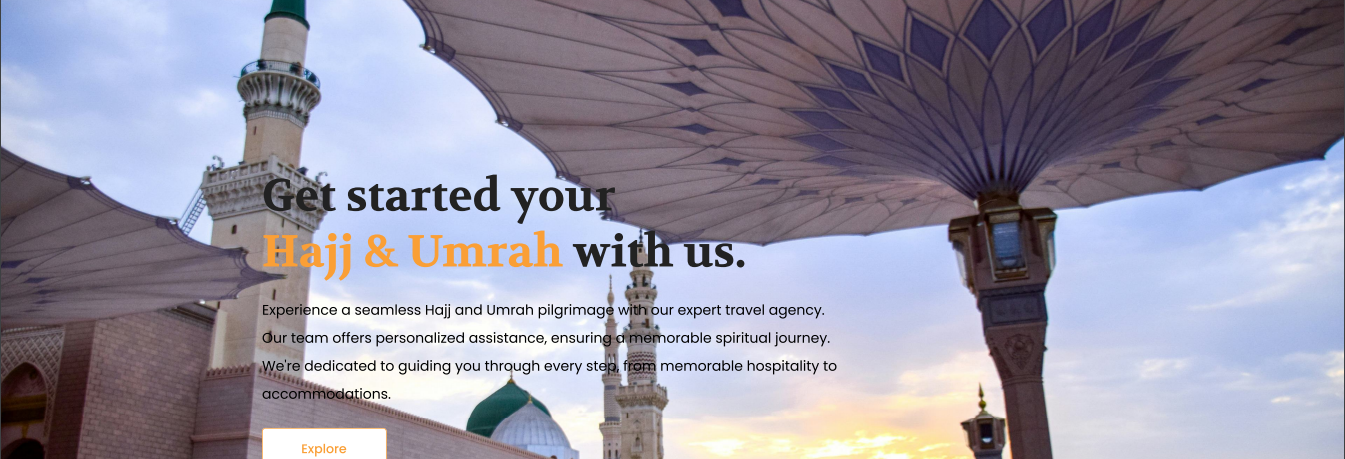 Get started your
Hajj & Umrah with us.
Experience a seamless Hajj and Umrah pilgrimage with our expert travel agency.
Our team offers personalized assistance, ensuring a memorable spiritual journey.
We're dedicated to guiding you through every step, from memorable hospitality to
accommodations.
Explore